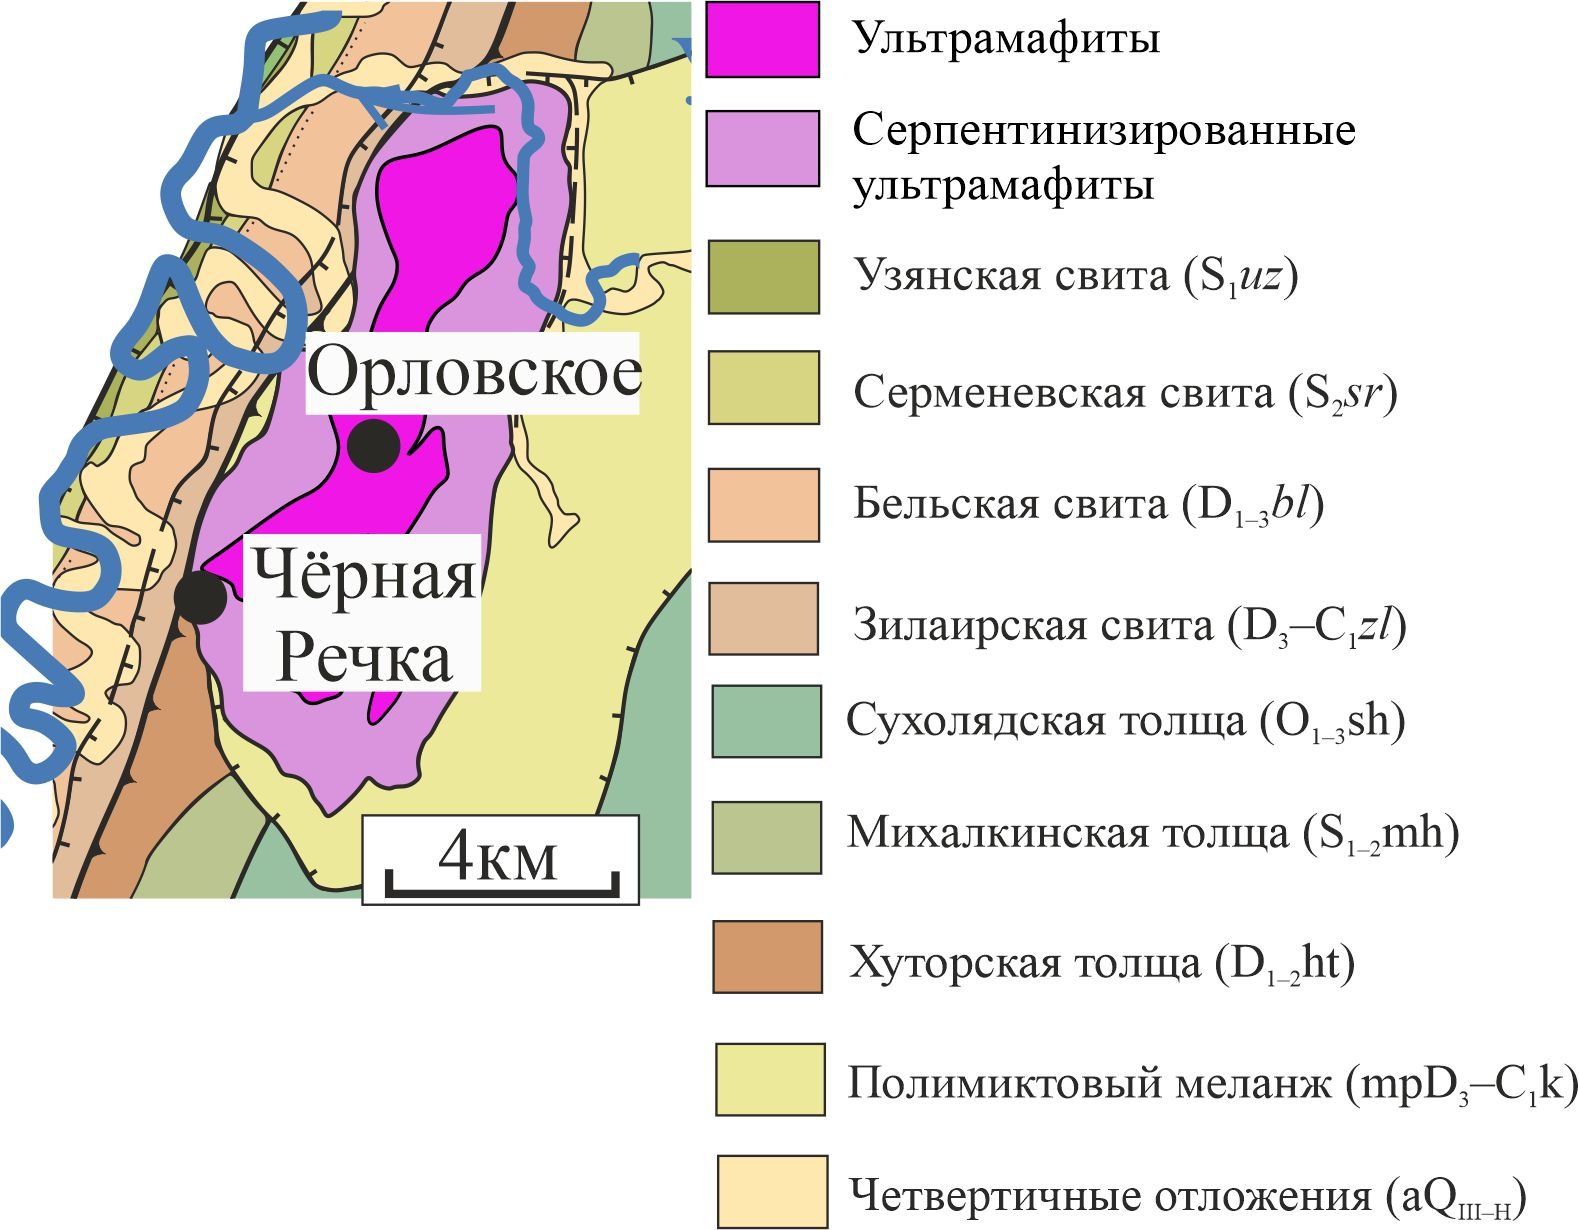 Орловское
Чёрная
Речка
4км
Ультрамафиты
Серпентинизированные
ультрамафиты
Узянская свита (S₁uz)
Серменевская свита (S₂sr)
Бельская свита (D₁₋₃bl)
Зилаирская свита (D₃–C₁zl)
Сухолядская толща (O₁₋₃sh)
Михалкинская толща (S₁₋₂mh)
Хуторская толща (D₁₋₂ht)
Полимиктовый меланж (mpD₃–C₁k)
Четвертичные отложения (aQIII–H)